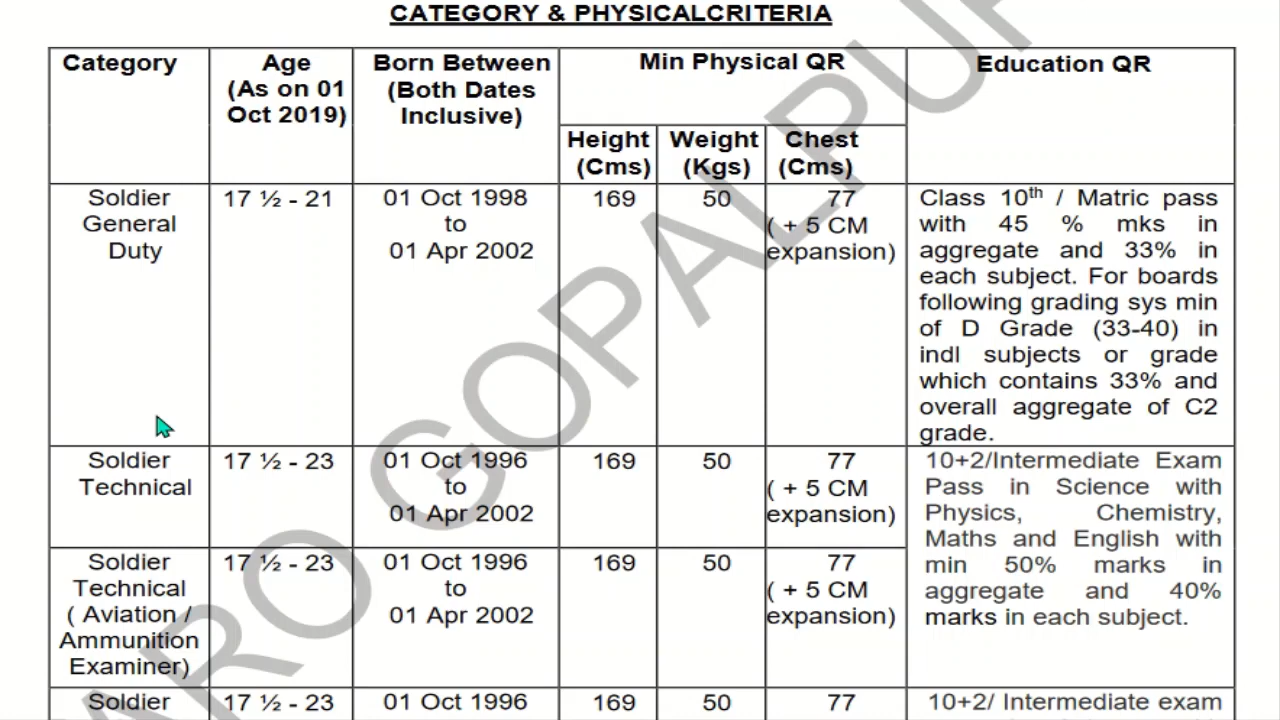 CATEGORY & PHYSICALCRITERIA
Category
Age
(As on 01
Oct 2019)
Born Between
(Both Dates
Inclusive)
Min Physical QR
Education QR
Height
(Cms)
Weight
(Kgs)
Chest
(Cms)
Soldier
General
Duty
17 ½ - 21
01 Oct 1998
to
01 Apr 2002
169
50
77
( + 5 CM
expansion)
Class 10th / Matric pass
with 45 % mks in
aggregate and 33% in
each subject. For boards
following grading sys min
of D Grade (33-40) in
indl subjects or grade
which contains 33% and
overall aggregate of C2
grade.
Soldier
Technical
17 ½ - 23
01 Oct 1996
to
01 Apr 2002
169
50
77
( + 5 CM
expansion)
10+2/Intermediate Exam
Pass in Science with
Physics, Chemistry,
Maths and English with
min 50% marks in
aggregate and 40%
marks in each subject.
Soldier
Technical
( Aviation /
Ammunition
Examiner)
17 ½ - 23
01 Oct 1996
to
01 Apr 2002
169
50
77
( + 5 CM
expansion)
Soldier
17 ½ - 23
01 Oct 1996
169
50
77
10+2/ Intermediate exam
ARO GOPALPUR